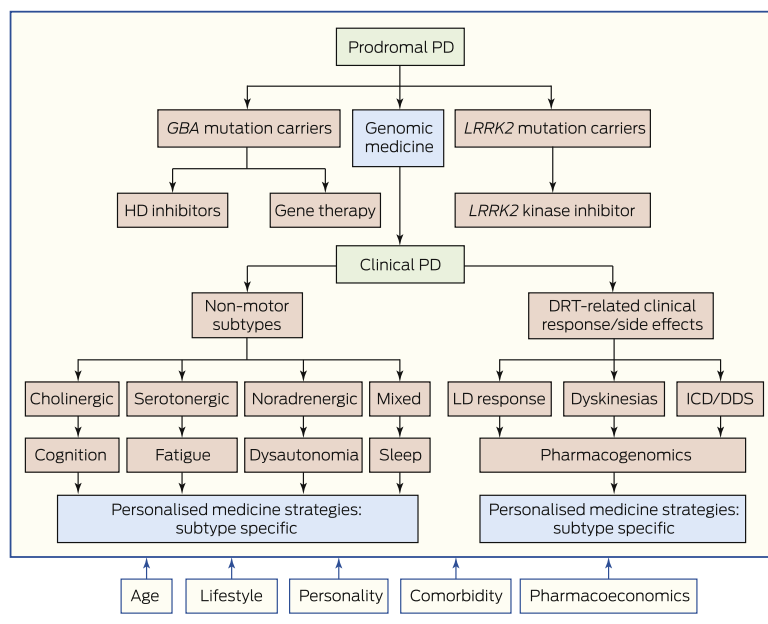 Prodromal PD
GBA mutation carriers
Genomic
medicine
LRRK2 mutation carriers
HD inhibitors
Gene therapy
LRRK2 kinase inhibitor
Clinical PD
Non-motor
subtypes
DRT-related clinical
response/side effects
Cholinergic
Serotonergic
Noradrenergic
Mixed
LD response
Dyskinesias
ICD/DDS
Cognition
Fatigue
Dysautonomia
Sleep
Pharmacogenomics
Personalised medicine strategies:
subtype specific
Personalised medicine strategies:
subtype specific
Age
Lifestyle
Personality
Comorbidity
Pharmacoeconomics